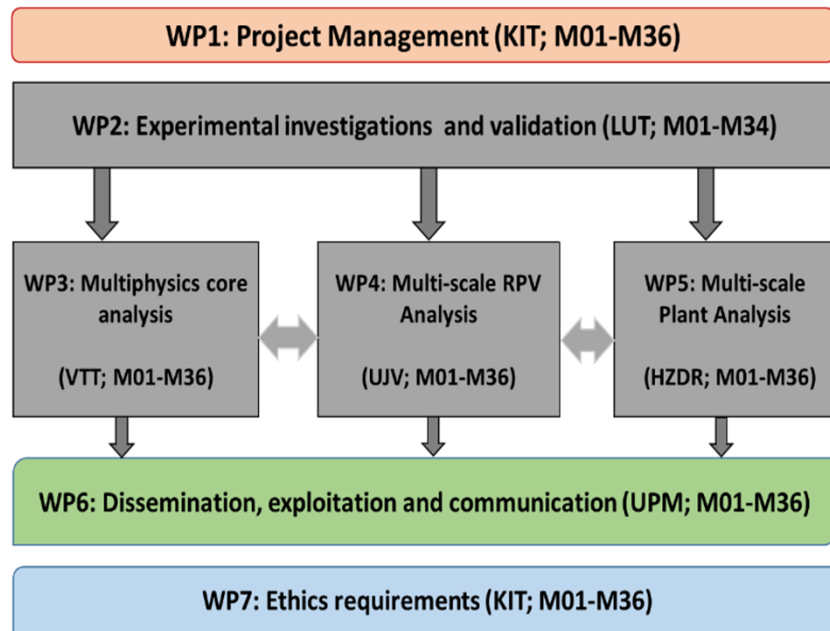 WP1: Project Management (KIT; M01-M36)
WP2: Experimental investigations and validation (LUT; M01-M34)
WP3: Multiphysics core
analysis
(VTT; M01-M36)
WP4: Multi-scale RPV
Analysis
(UJV; M01-M36)
WP5: Multi-scale
Plant Analysis
(HZDR; M01-M36)
WP6: Dissemination, exploitation and communication (UPM; M01-M36)
WP7: Ethics requirements (KIT; M01-M36)